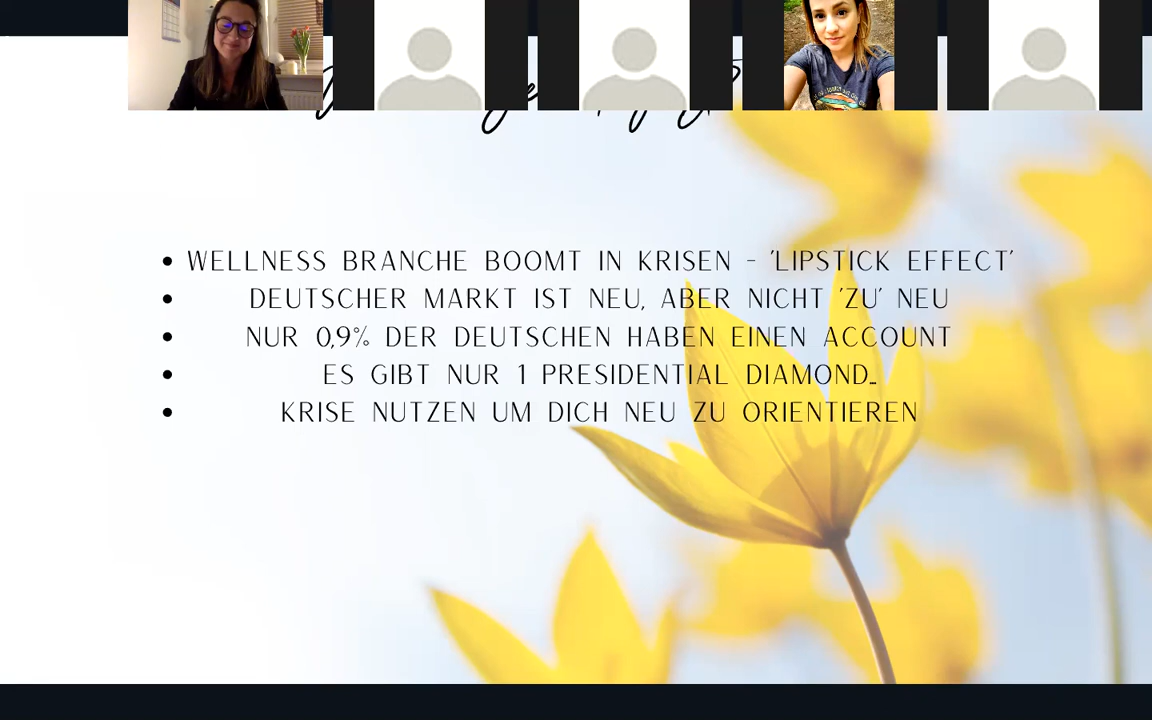 WELLNESS BRANCHE BOOMT IN KRISEN - 'LIPSTICK EFFECT'
DEUTSCHER MARKT IST NEU, ABER NICHT 'ZU' NEU
NUR 0,9% DER DEUTSCHEN HABEN EINEN ACCOUNT
ES GIBT NUR 1 PRESIDENTIAL DIAMOND...
KRISE NUTZEN UM DICH NEU ZU ORIENTIEREN